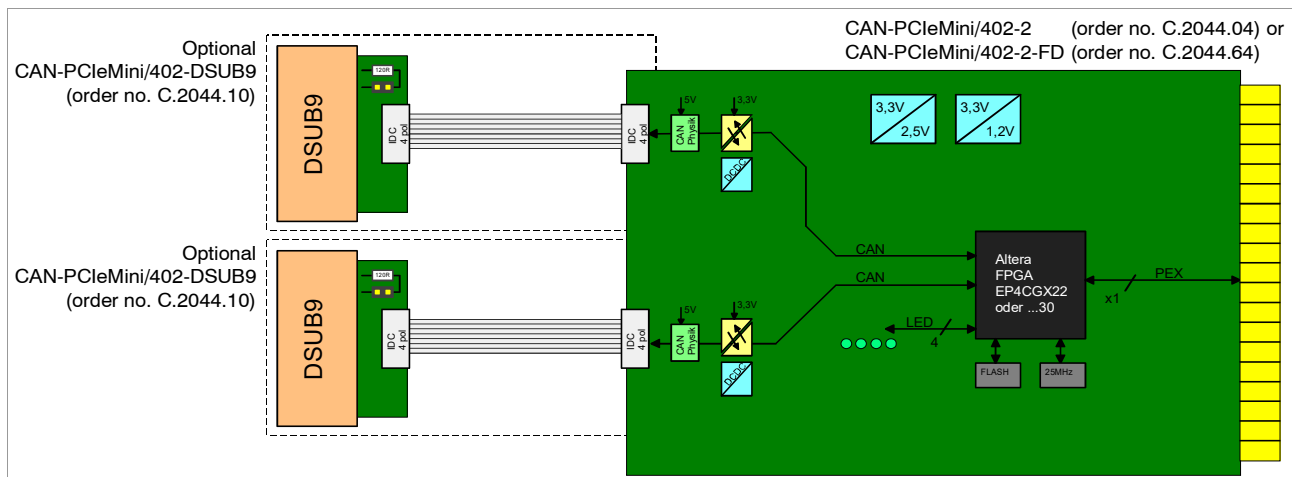 CAN-PCIeMini/402-2 (order no. C.2044.04) or
CAN-PCIeMini/402-2-FD (order no. C.2044.64)
Optional
CAN-PCIeMini/402-DSUB9
(order no. C.2044.10)
DSUB9
120R
IDC
4 pol
IDC
4 pol
5V
CAN
Physik
3,3V
DCDC
3,3V
2,5V
3,3V
1,2V
Optional
CAN-PCIeMini/402-DSUB9
(order no. C.2044.10)
DSUB9
120R
IDC
4 pol
IDC
4 pol
5V
CAN
Physik
3,3V
DCDC
CAN
CAN
LED
4
Altera
FPGA
EP4CGX22
oder ...30
PEX
x1
FLASH
25MHz